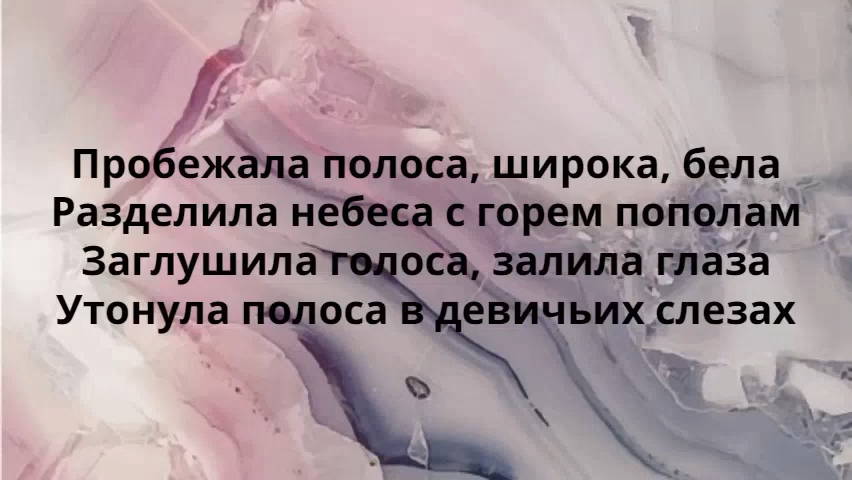 Пробежала полоса, широка, бела
Разделила небеса с горем пополам
Заглушила голоса, залила глаза
Утонула полоса в девичьих слезах